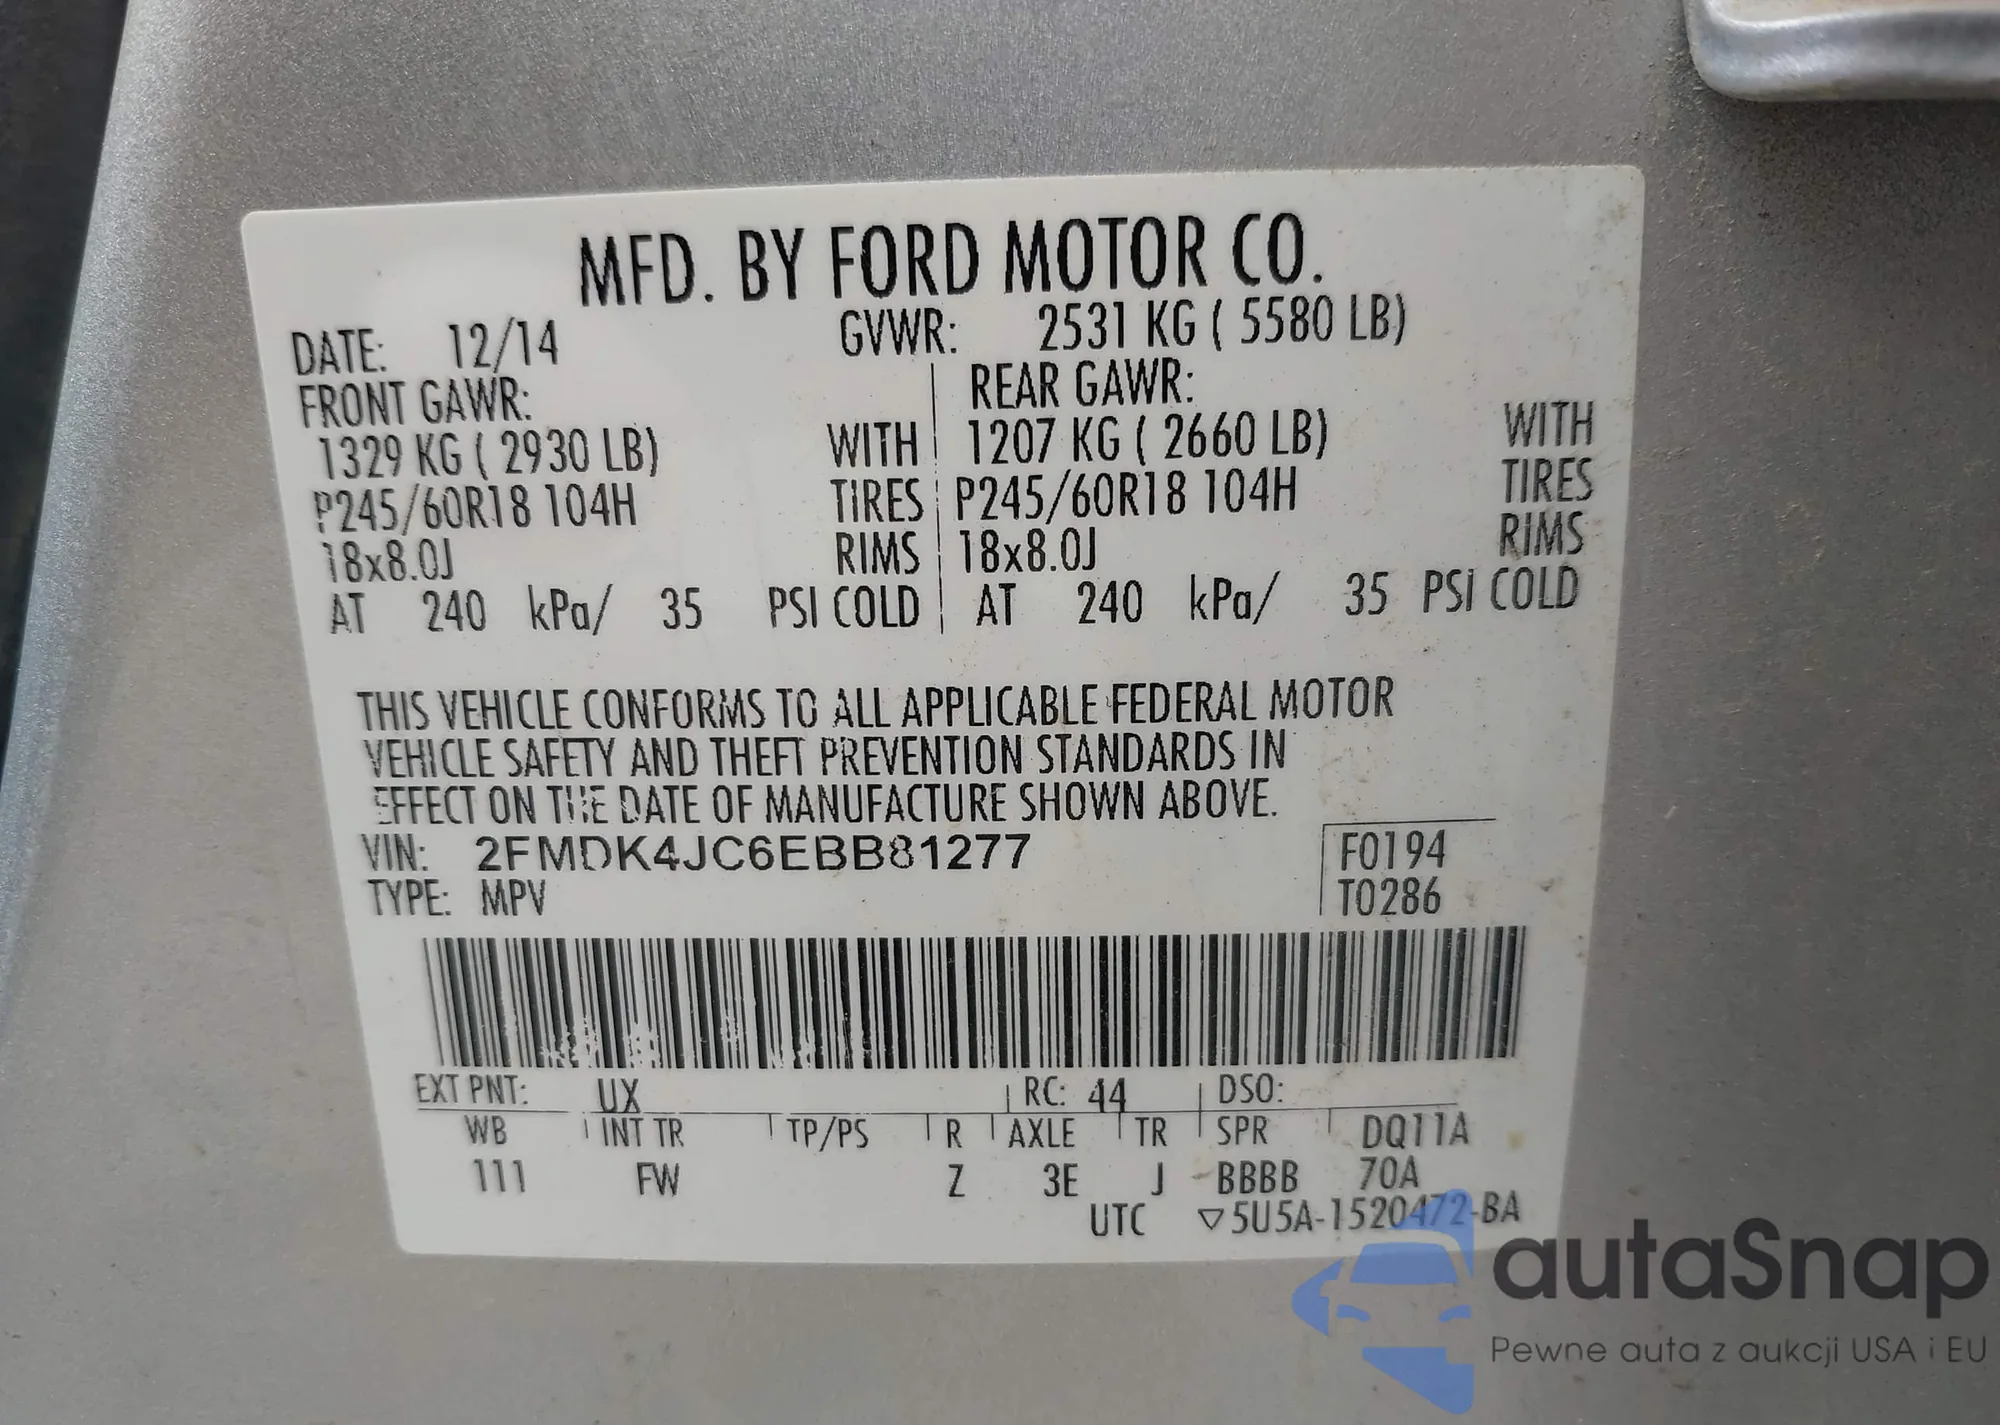 MFD. BY FORD MOTOR CO.
DATE: 12/14 GVWR: 2531 KG ( 5580 LB)
FRONT GAWR: REAR GAWR:
1329 KG ( 2930 LB) WITH 1207 KG ( 2660 LB) WITH
P245/60R18 104H TIRES P245/60R18 104H TIRES
18x8.0J RIMS 18x8.0J RIMS
AT 240 kPa/ 35 PSI COLD AT 240 kPa/ 35 PSI COLD
THIS VEHICLE CONFORMS TO ALL APPLICABLE FEDERAL MOTOR
VEHICLE SAFETY AND THEFT PREVENTION STANDARDS IN
EFFECT ON THE DATE OF MANUFACTURE SHOWN ABOVE.
VIN: 2FMDK4JC6EBB81277 F0194
TYPE: MPV T0286
EXT PNT: UX RC: 44 DSO:
WB INT TR TP/PS R AXLE TR SPR DQ11A
111 FW Z 3E J BBBB 70A
UTC ▽5U5A-1520472-BA
autaSnap
Pewne auta z aukcji USA i EU